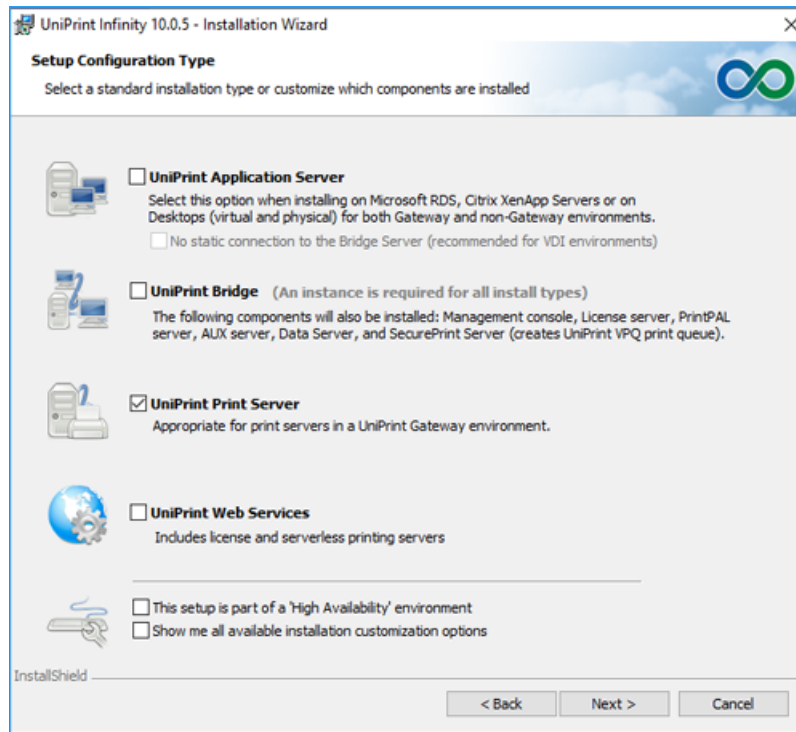 UniPrint Infinity 10.0.5 - Installation Wizard
Setup Configuration Type
Select a standard installation type or customize which components are installed
UniPrint Application Server
Select this option when installing on Microsoft RDS, Citrix XenApp Servers or on
Desktops (virtual and physical) for both Gateway and non-Gateway environments.
No static connection to the Bridge Server (recommended for VDI environments)
UniPrint Bridge (An instance is required for all install types)
The following components will also be installed: Management console, License server, PrintPAL
server, AUX server, Data Server, and SecurePrint Server (creates UniPrint VPQ print queue).
UniPrint Print Server
Appropriate for print servers in a UniPrint Gateway environment.
UniPrint Web Services
Includes license and serverless printing servers
This setup is part of a 'High Availability' environment
Show me all available installation customization options
InstallShield
< Back Next > Cancel